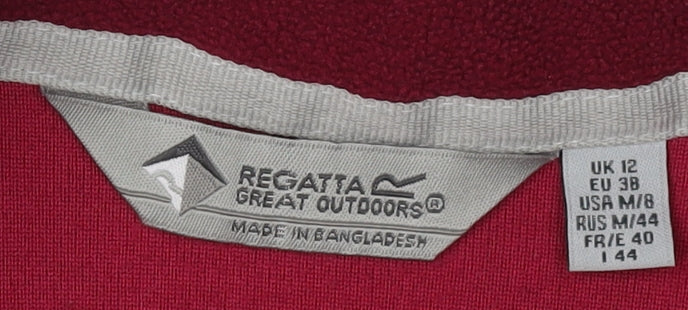 REGATTA
GREAT OUTDOORS®
MADE IN BANGLADESH
UK 12
EU 38
USA M/8
RUS M/44
FR/E 40
I 44